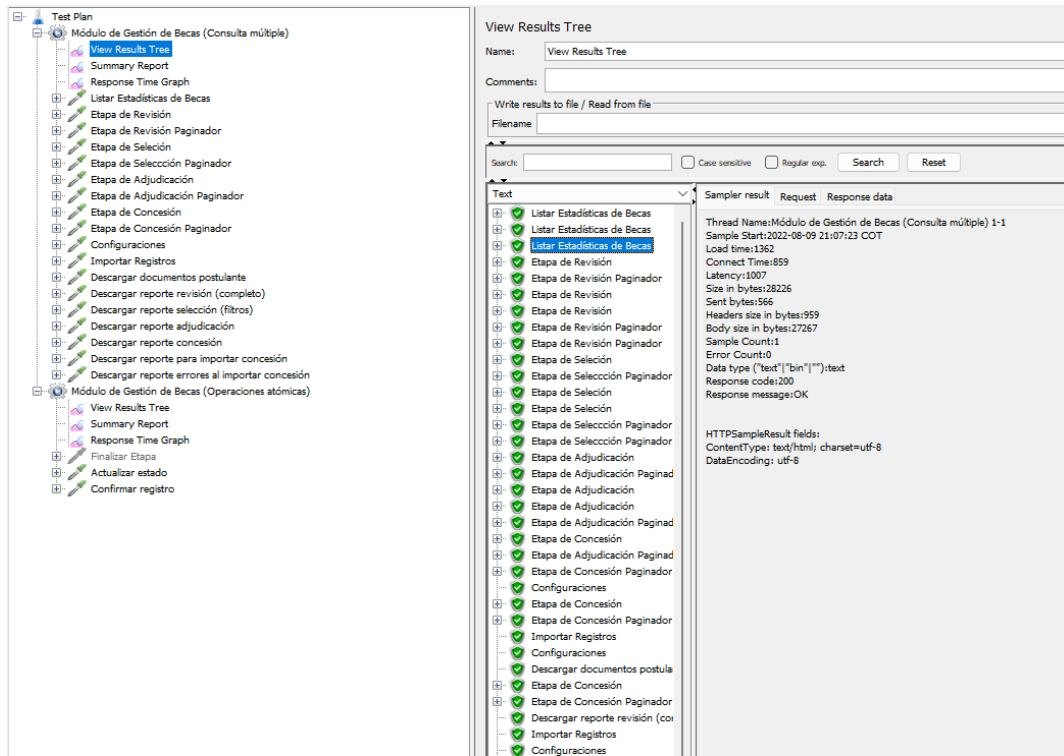 Test Plan
Módulo de Gestión de Becas (Consulta múltiple)
View Results Tree
Summary Report
Response Time Graph
Listar Estadísticas de Becas
Etapa de Revisión
Etapa de Revisión Paginador
Etapa de Seleción
Etapa de Seleccción Paginador
Etapa de Adjudicación
Etapa de Adjudicación Paginador
Etapa de Concesión
Etapa de Concesión Paginador
Configuraciones
Importar Registros
Descargar documentos postulante
Descargar reporte revisión (completo)
Descargar reporte selección (filtros)
Descargar reporte adjudicación
Descargar reporte concesión
Descargar reporte para importar concesión
Descargar reporte errores al importar concesión
Módulo de Gestión de Becas (Operaciones atómicas)
View Results Tree
Summary Report
Response Time Graph
Finalizar Etapa
Actualizar estado
Confirmar registro
View Results Tree
Name: View Results Tree
Comments:
Write results to file / Read from file
Filename
Search: Case sensitive Regular exp. Search Reset
Text
Listar Estadísticas de Becas
Listar Estadísticas de Becas
Listar Estadísticas de Becas
Etapa de Revisión
Etapa de Revisión Paginador
Etapa de Revisión
Etapa de Revisión
Etapa de Revisión Paginador
Etapa de Revisión Paginador
Etapa de Seleción
Etapa de Seleccción Paginador
Etapa de Seleción
Etapa de Seleción
Etapa de Seleccción Paginador
Etapa de Seleccción Paginador
Etapa de Adjudicación
Etapa de Adjudicación Paginad
Etapa de Adjudicación
Etapa de Adjudicación
Etapa de Adjudicación Paginad
Etapa de Concesión
Etapa de Adjudicación Paginad
Etapa de Concesión Paginador
Configuraciones
Etapa de Concesión
Etapa de Concesión Paginador
Importar Registros
Configuraciones
Descargar documentos postula
Etapa de Concesión
Etapa de Concesión Paginador
Descargar reporte revisión (co
Importar Registros
Configuraciones
Sampler result Request Response data
Thread Name:Módulo de Gestión de Becas (Consulta múltiple) 1-1
Sample Start:2022-08-09 21:07:23 COT
Load time:1362
Connect Time:859
Latency:1007
Size in bytes:28226
Sent bytes:566
Headers size in bytes:959
Body size in bytes:27267
Sample Count:1
Error Count:0
Data type ("text"|"bin"|""):text
Response code:200
Response message:OK
HTTPSampleResult fields:
ContentType: text/html; charset=utf-8
DataEncoding: utf-8